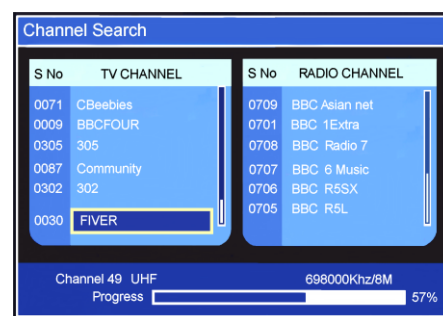 Channel Search
S No TV CHANNEL
0071 CBeebies
0009 BBCFOUR
0305 305
0087 Community
0302 302
0030 FIVER
S No RADIO CHANNEL
0709 BBC Asian net
0701 BBC 1Extra
0708 BBC Radio 7
0707 BBC 6 Music
0706 BBC R5SX
0705 BBC R5L
Channel 49 UHF 698000Khz/8M
Progress 57%